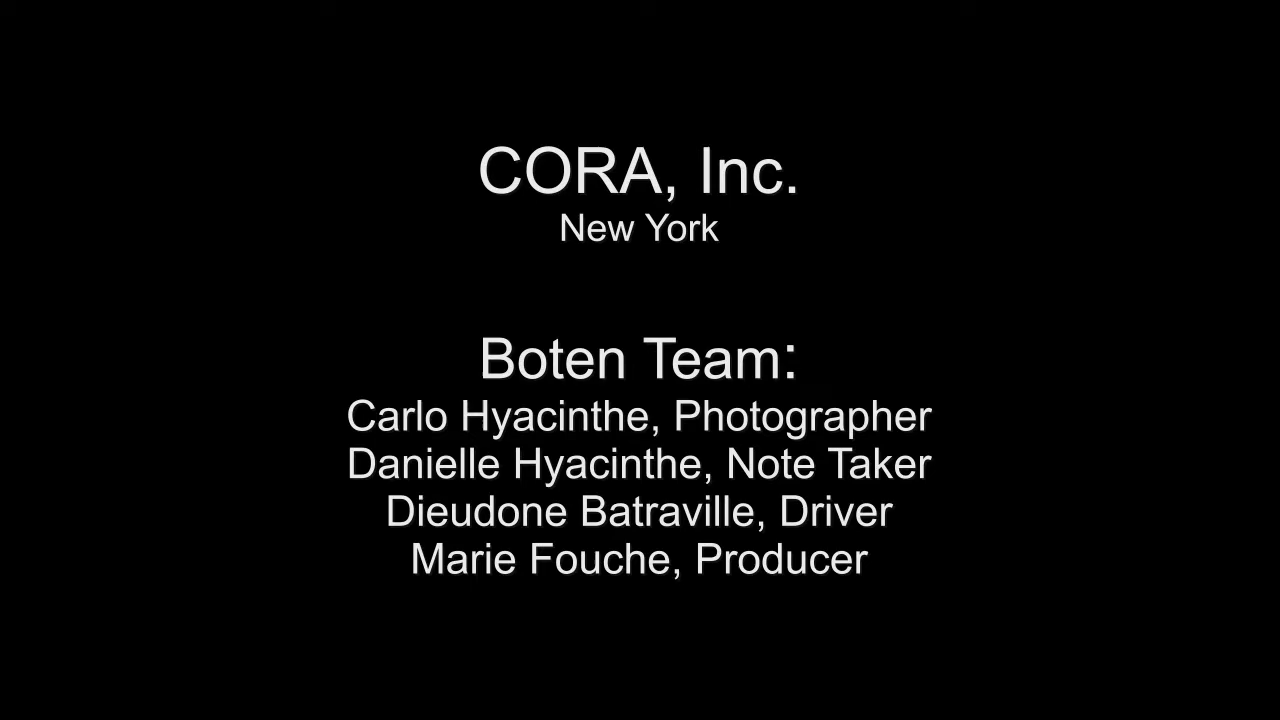 CORA, Inc.
New York
Boten Team:
Carlo Hyacinthe, Photographer
Danielle Hyacinthe, Note Taker
Dieudone Batraville, Driver
Marie Fouche, Producer